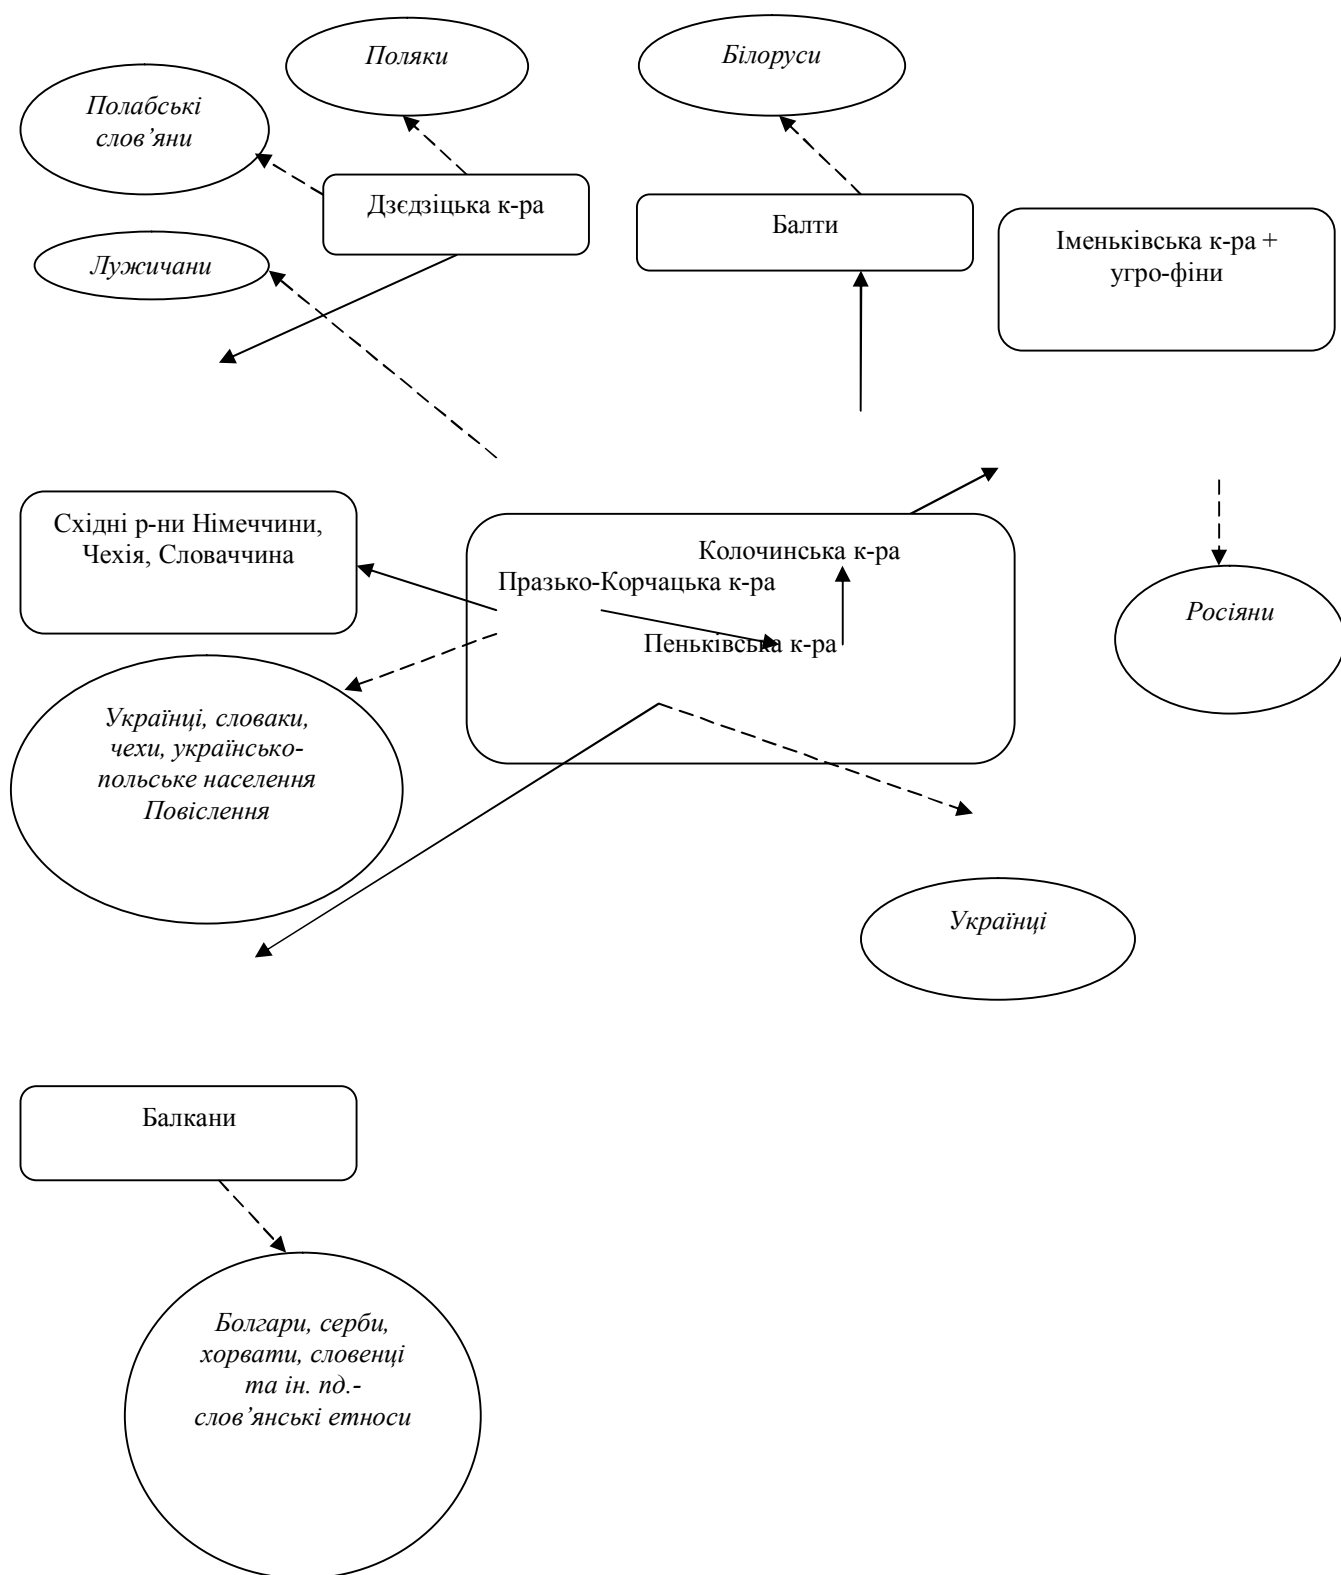 Поляки
Білоруси
Полабські
слов’яни
Дзєдзіцька к-ра
Балти
Іменьківська к-ра +
угро-фіни
Лужичани
Східні р-ни Німеччини,
Чехія, Словаччина
Колочинська к-ра
Празько-Корчацька к-ра
Пеньківська к-ра
Росіяни
Українці, словаки,
чехи, українсько-
польське населення
Повіслення
Українці
Балкани
Болгари, серби,
хорвати, словенці
та ін. пд.-
слов’янські етноси